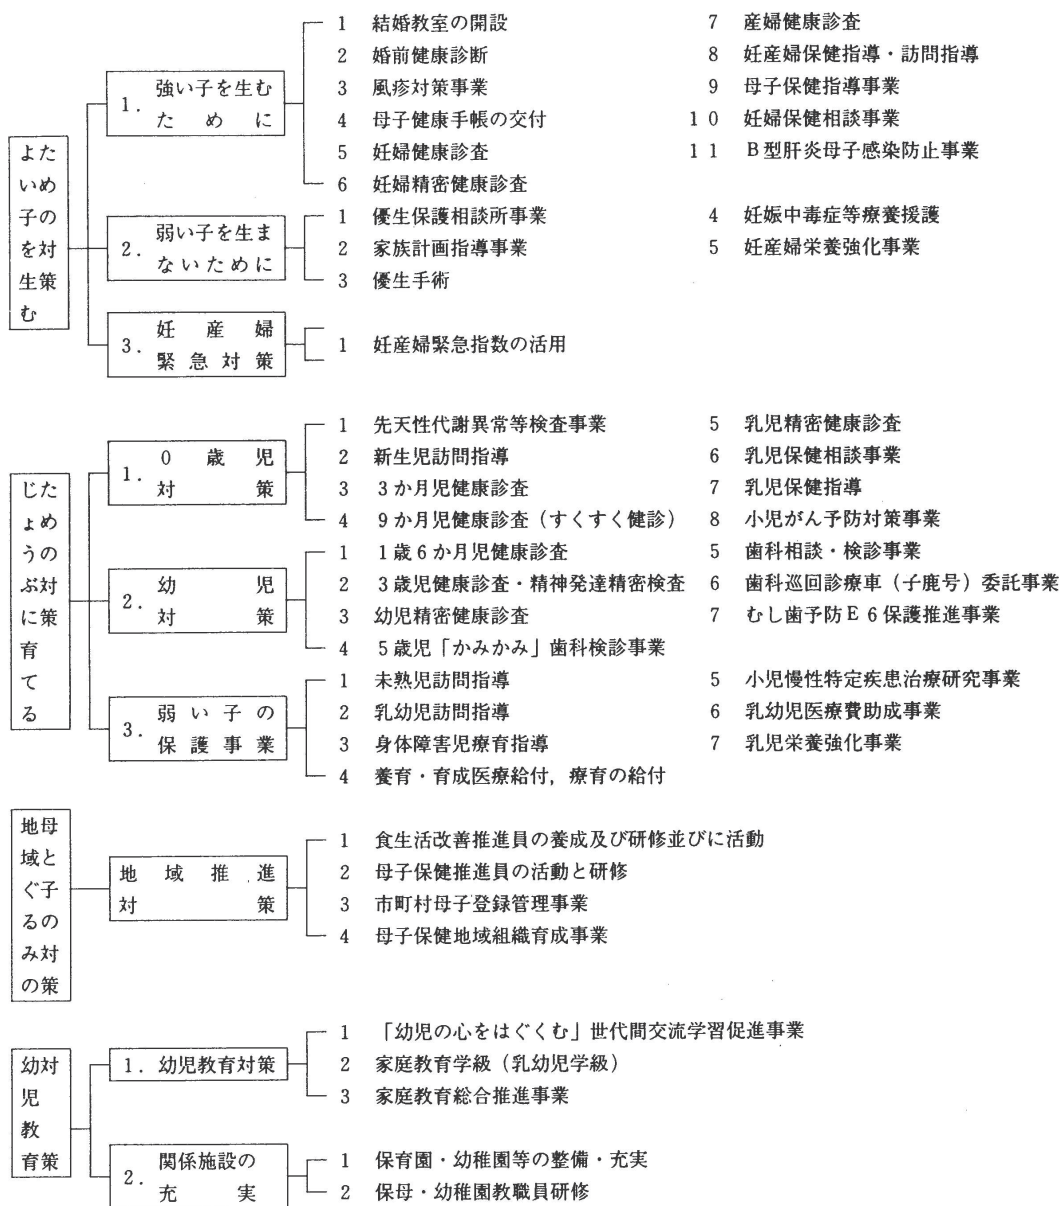 よい子を生む
ための対策
1. 強い子を生む
ために
1 結婚教室の開設
2 婚前健康診断
3 風疹対策事業
4 母子健康手帳の交付
5 妊婦健康診査
6 妊婦精密健康診査
7 産婦健康診査
8 妊産婦保健指導・訪問指導
9 母子保健指導事業
10 妊婦保健相談事業
11 B型肝炎母子感染防止事業
2. 弱い子を生ま
ないために
1 優生保護相談所事業
2 家族計画指導事業
3 優生手術
4 妊娠中毒症等療養援護
5 妊産婦栄養強化事業
3. 妊産婦
緊急対策
1 妊産婦緊急指数の活用
じょうぶに育てる
ための対策
1. 0歳児
対策
1 先天性代謝異常等検査事業
2 新生児訪問指導
3 3か月児健康診査
4 9か月児健康診査(すくすく健診)
5 乳児精密健康診査
6 乳児保健相談事業
7 乳児保健指導
8 小児がん予防対策事業
2. 幼児
対策
1 1歳6か月児健康診査
2 3歳児健康診査・精神発達精密検査
3 幼児精密健康診査
4 5歳児「かみかみ」歯科検診事業
5 歯科相談・検診事業
6 歯科巡回診療車(子鹿号)委託事業
7 むし歯予防E6保護推進事業
3. 弱い子の
保護事業
1 未熟児訪問指導
2 乳幼児訪問指導
3 身体障害児療育指導
4 養育・育成医療給付,療育の給付
5 小児慢性特定疾患治療研究事業
6 乳幼児医療費助成事業
7 乳児栄養強化事業
母と子の対策
地域ぐるみの
地域推進
対策
1 食生活改善推進員の養成及び研修並びに活動
2 母子保健推進員の活動と研修
3 市町村母子登録管理事業
4 母子保健地域組織育成事業
幼児教育
対策
1. 幼児教育対策
1 「幼児の心をはぐくむ」世代間交流学習促進事業
2 家庭教育学級(乳幼児学級)
3 家庭教育総合推進事業
2. 関係施設の
充実
1 保育園・幼稚園等の整備・充実
2 保母・幼稚園教職員研修